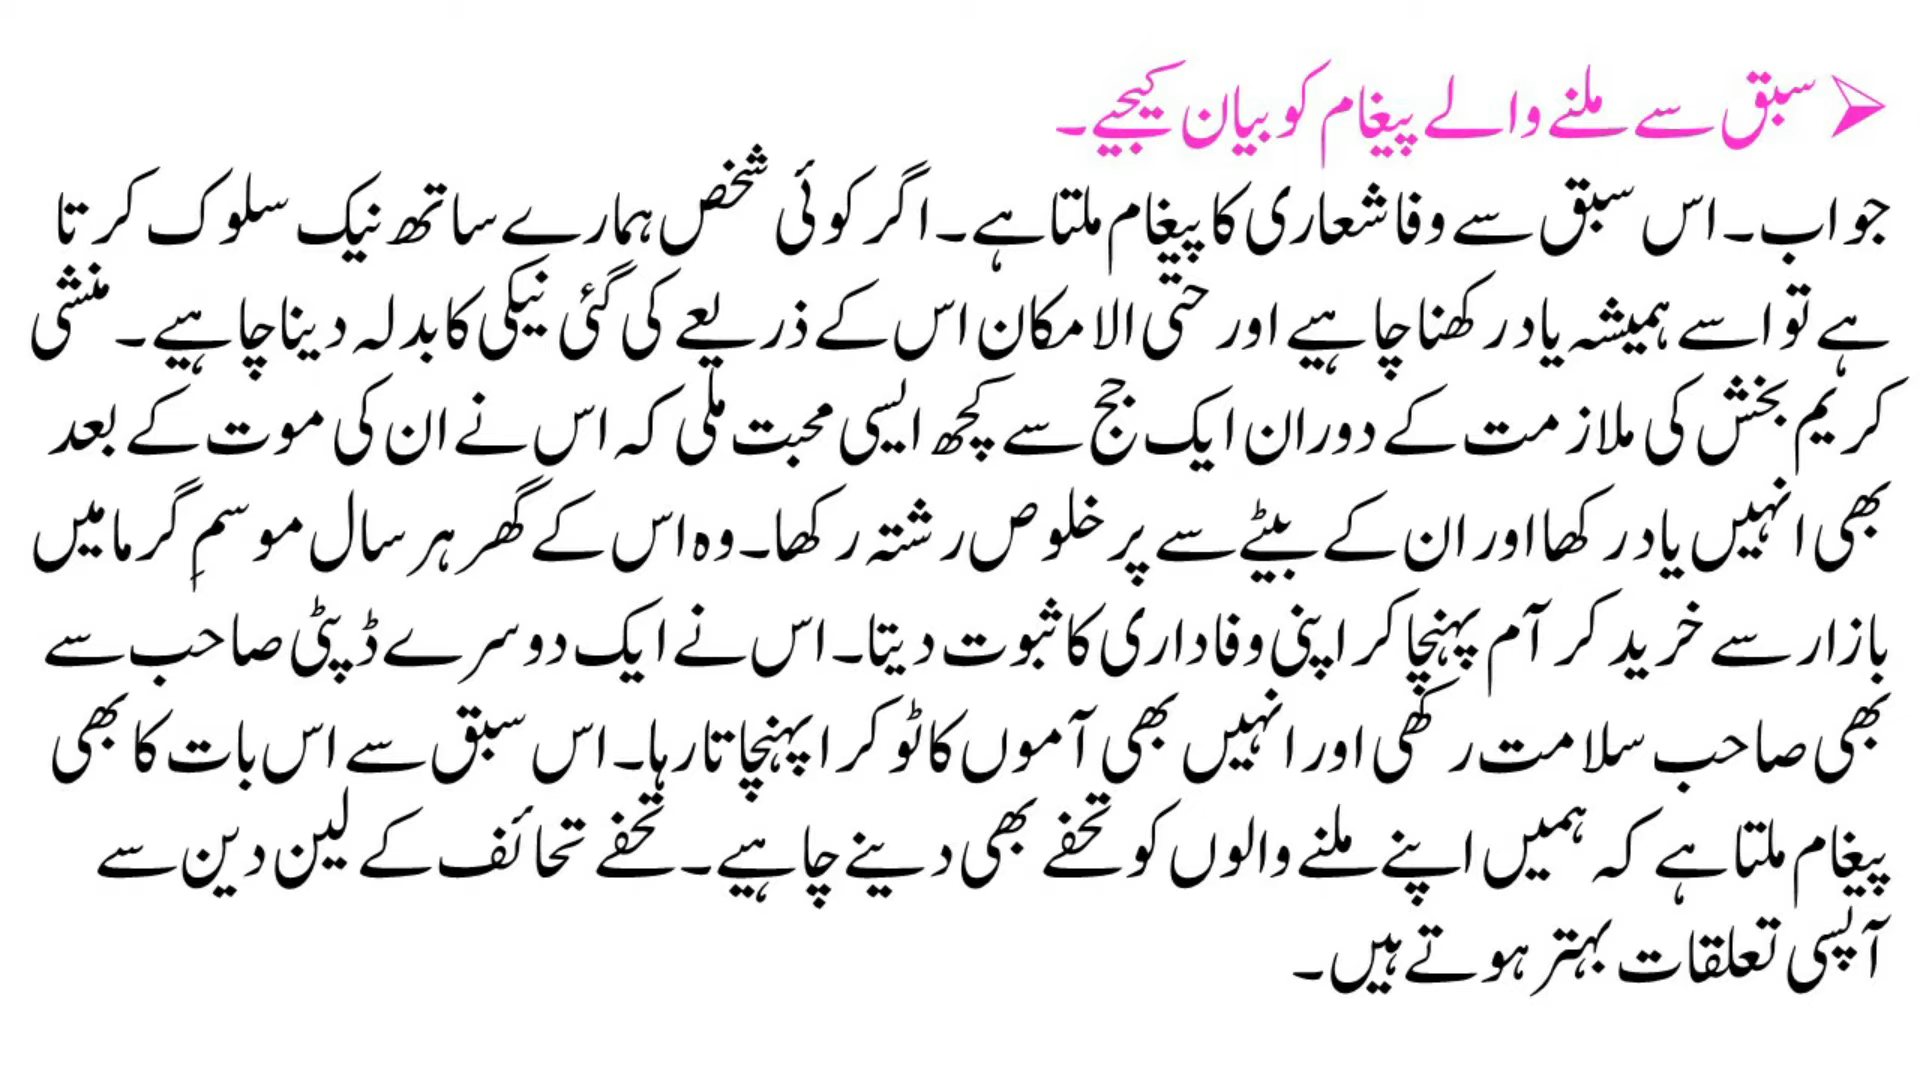 سبق سے ملنے والے پیغام کو بیان کیجیے۔
جواب۔ اس سبق سے وفا شعاری کا پیغام ملتا ہے۔ اگر کوئی شخص ہمارے ساتھ نیک سلوک کرتا
ہے تو اسے ہمیشہ یاد رکھنا چاہیے اور حتی الامکان اس کے ذریعے کی گئی نیکی کا بدلہ دینا چاہیے۔ منشی
کریم بخش کی ملازمت کے دوران ایک جج سے کچھ ایسی محبت ملی کہ اس نے ان کی موت کے بعد
بھی انہیں یاد رکھا اور ان کے بیٹے سے پر خلوص رشتہ رکھا۔ وہ اس کے گھر ہر سال موسمِ گرما میں
بازار سے خرید کر آم پہنچا کر اپنی وفاداری کا ثبوت دیتا۔ اس نے ایک دوسرے ڈپٹی صاحب سے
بھی صاحب سلامت رکھی اور انہیں بھی آموں کا ٹوکرا پہنچاتا رہا۔ اس سبق سے اس بات کا بھی
پیغام ملتا ہے کہ ہمیں اپنے ملنے والوں کو تحفے بھی دینے چاہیے۔ تحفے تحائف کے لین دین سے
آپسی تعلقات بہتر ہوتے ہیں۔